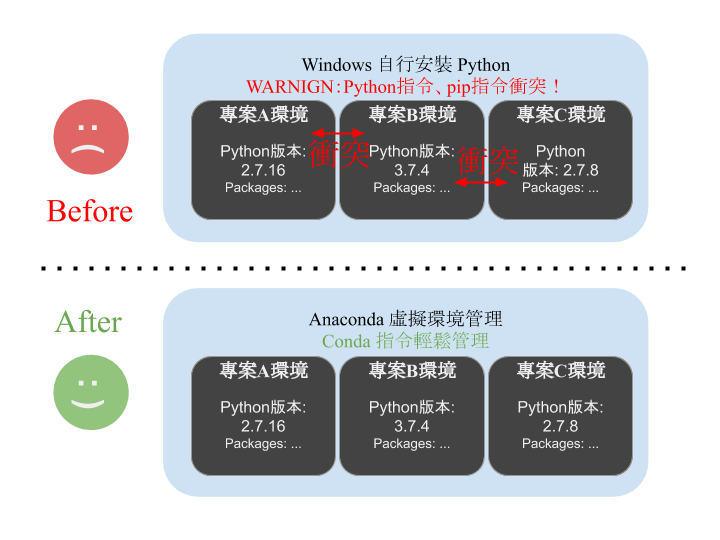 Windows 自行安裝 Python
WARNIGN：Python指令、pip指令衝突！
Before
專案A環境
Python版本:
2.7.16
Packages: ...
衝突
專案B環境
Python版本:
3.7.4
Packages: ...
衝突
專案C環境
Python
版本: 2.7.8
Packages: ...
After
Anaconda 虛擬環境管理
Conda 指令輕鬆管理
專案A環境
Python版本:
2.7.16
Packages: ...
專案B環境
Python版本:
3.7.4
Packages: ...
專案C環境
Python版本:
2.7.8
Packages: ...